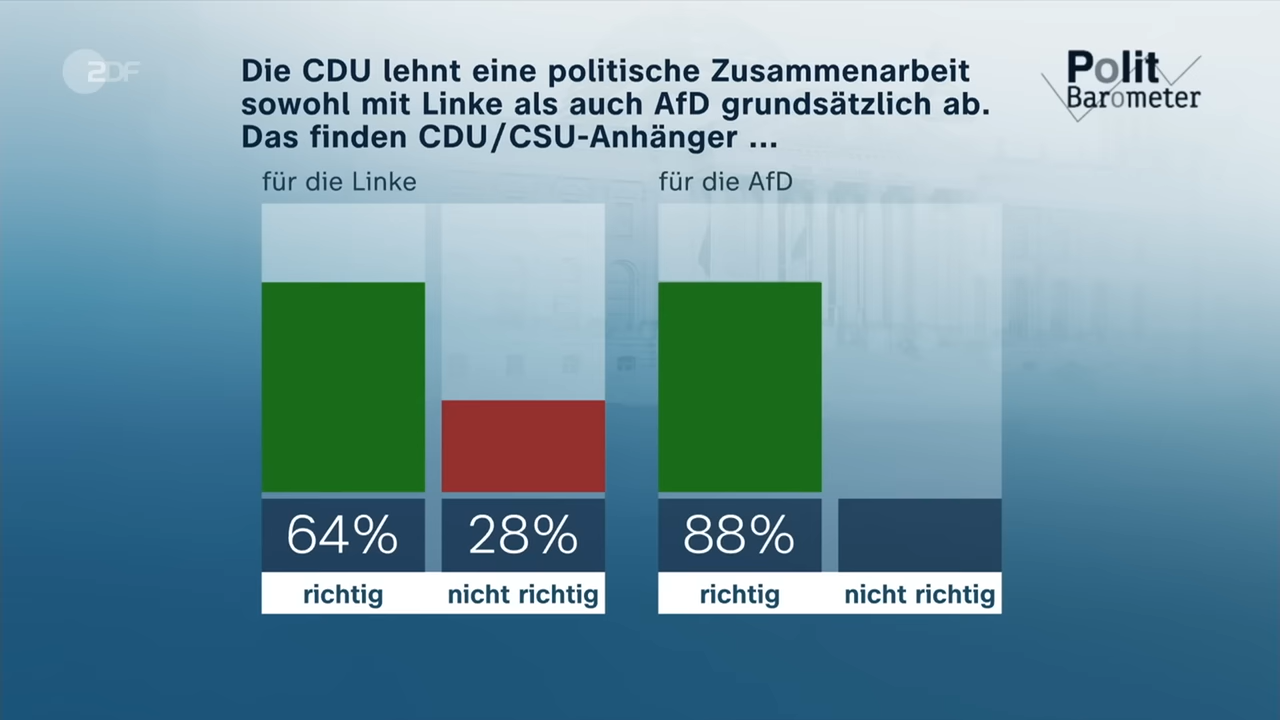 ZDF
Die CDU lehnt eine politische Zusammenarbeit
sowohl mit Linke als auch AfD grundsätzlich ab.
Das finden CDU/CSU-Anhänger ...
Polit
Barometer
für die Linke
für die AfD
64%
28%
88%
richtig
nicht richtig
richtig
nicht richtig